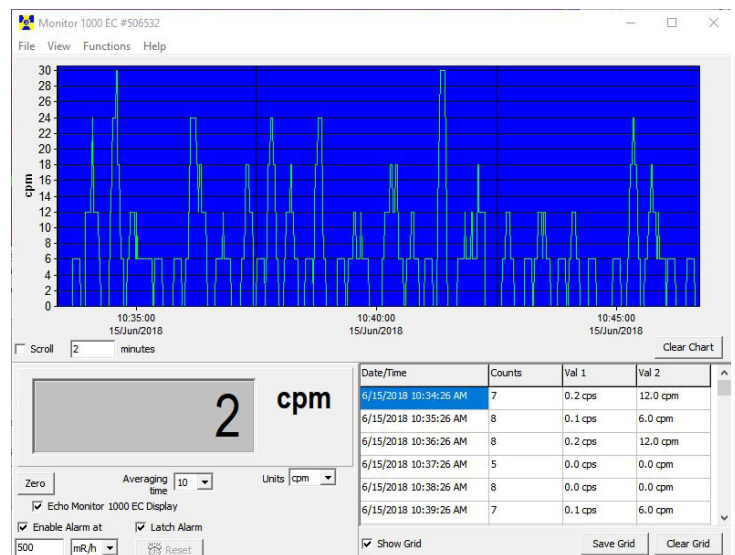 Monitor 1000 EC #506532
File View Functions Help
30
28
26
24
22
20
18
16
14
12
10
8
6
4
2
0
cpm
10:35:00 10:40:00 10:45:00
15/Jun/2018 15/Jun/2018 15/Jun/2018
Scroll 2 minutes Clear Chart
2 cpm
Zero Averaging time 10 Units cpm
Echo Monitor 1000 EC Display
Enable Alarm at Latch Alarm
500 mR/h Reset
Date/Time Counts Val 1 Val 2
6/15/2018 10:34:26 AM 7 0.2 cps 12.0 cpm
6/15/2018 10:35:26 AM 8 0.1 cps 6.0 cpm
6/15/2018 10:36:26 AM 8 0.2 cps 12.0 cpm
6/15/2018 10:37:26 AM 5 0.0 cps 0.0 cpm
6/15/2018 10:38:26 AM 8 0.0 cps 0.0 cpm
6/15/2018 10:39:26 AM 7 0.1 cps 6.0 cpm
Show Grid Save Grid Clear Grid